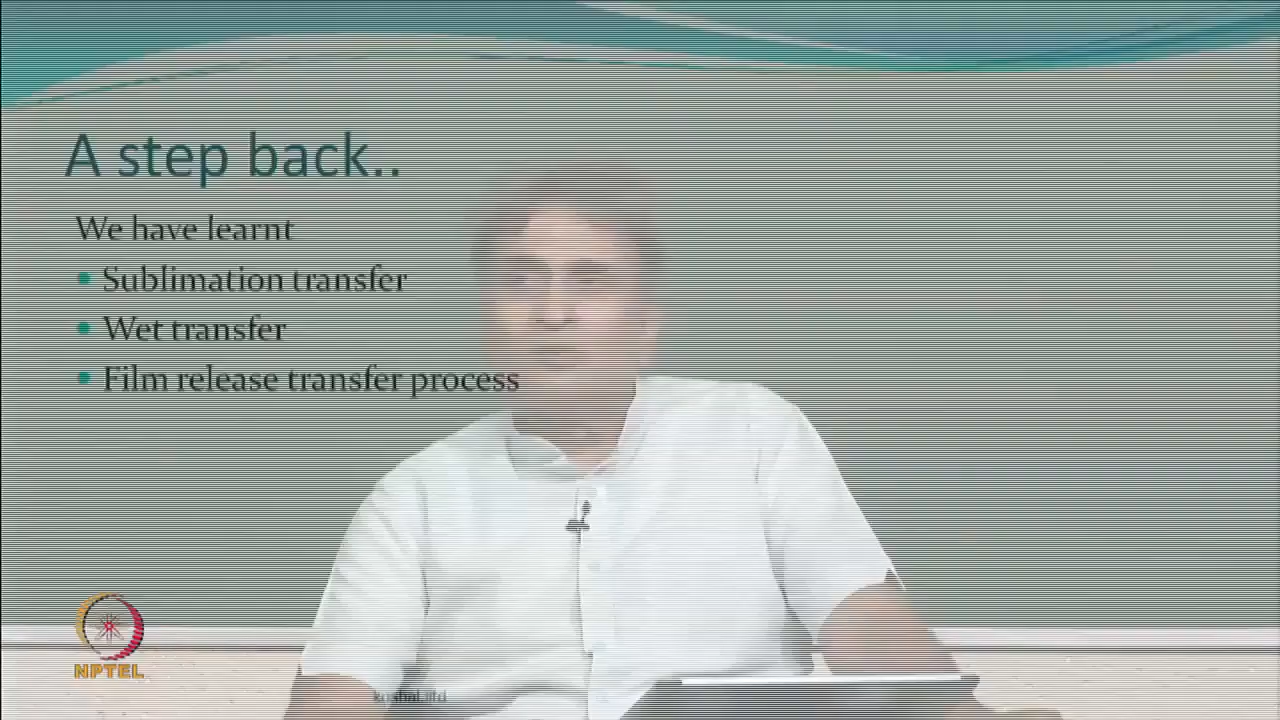 A step back..
We have learnt
• Sublimation transfer
• Wet transfer
• Film release transfer process
NPTEL